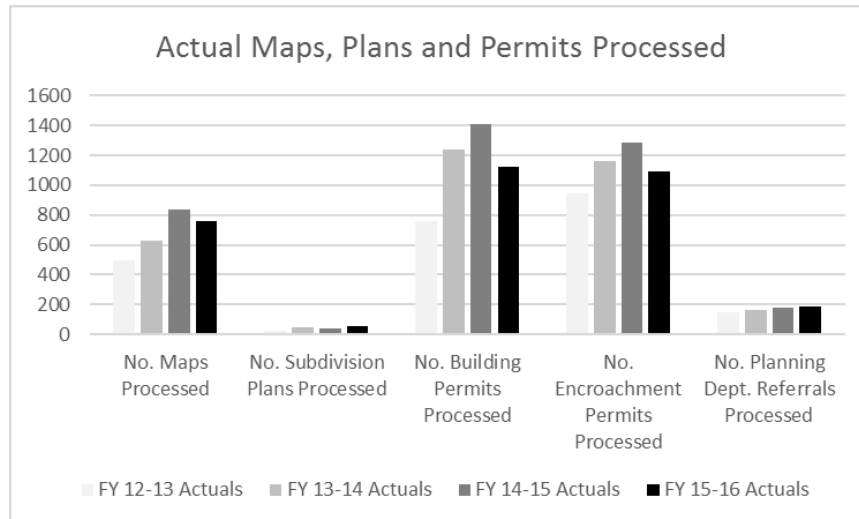 Actual Maps, Plans and Permits Processed
1600
1400
1200
1000
800
600
400
200
0
No. Maps
Processed
No. Subdivision
Plans Processed
No. Building
Permits
Processed
No.
Encroachment
Permits
Processed
No. Planning
Dept. Referrals
Processed
FY 12-13 Actuals
FY 13-14 Actuals
FY 14-15 Actuals
FY 15-16 Actuals